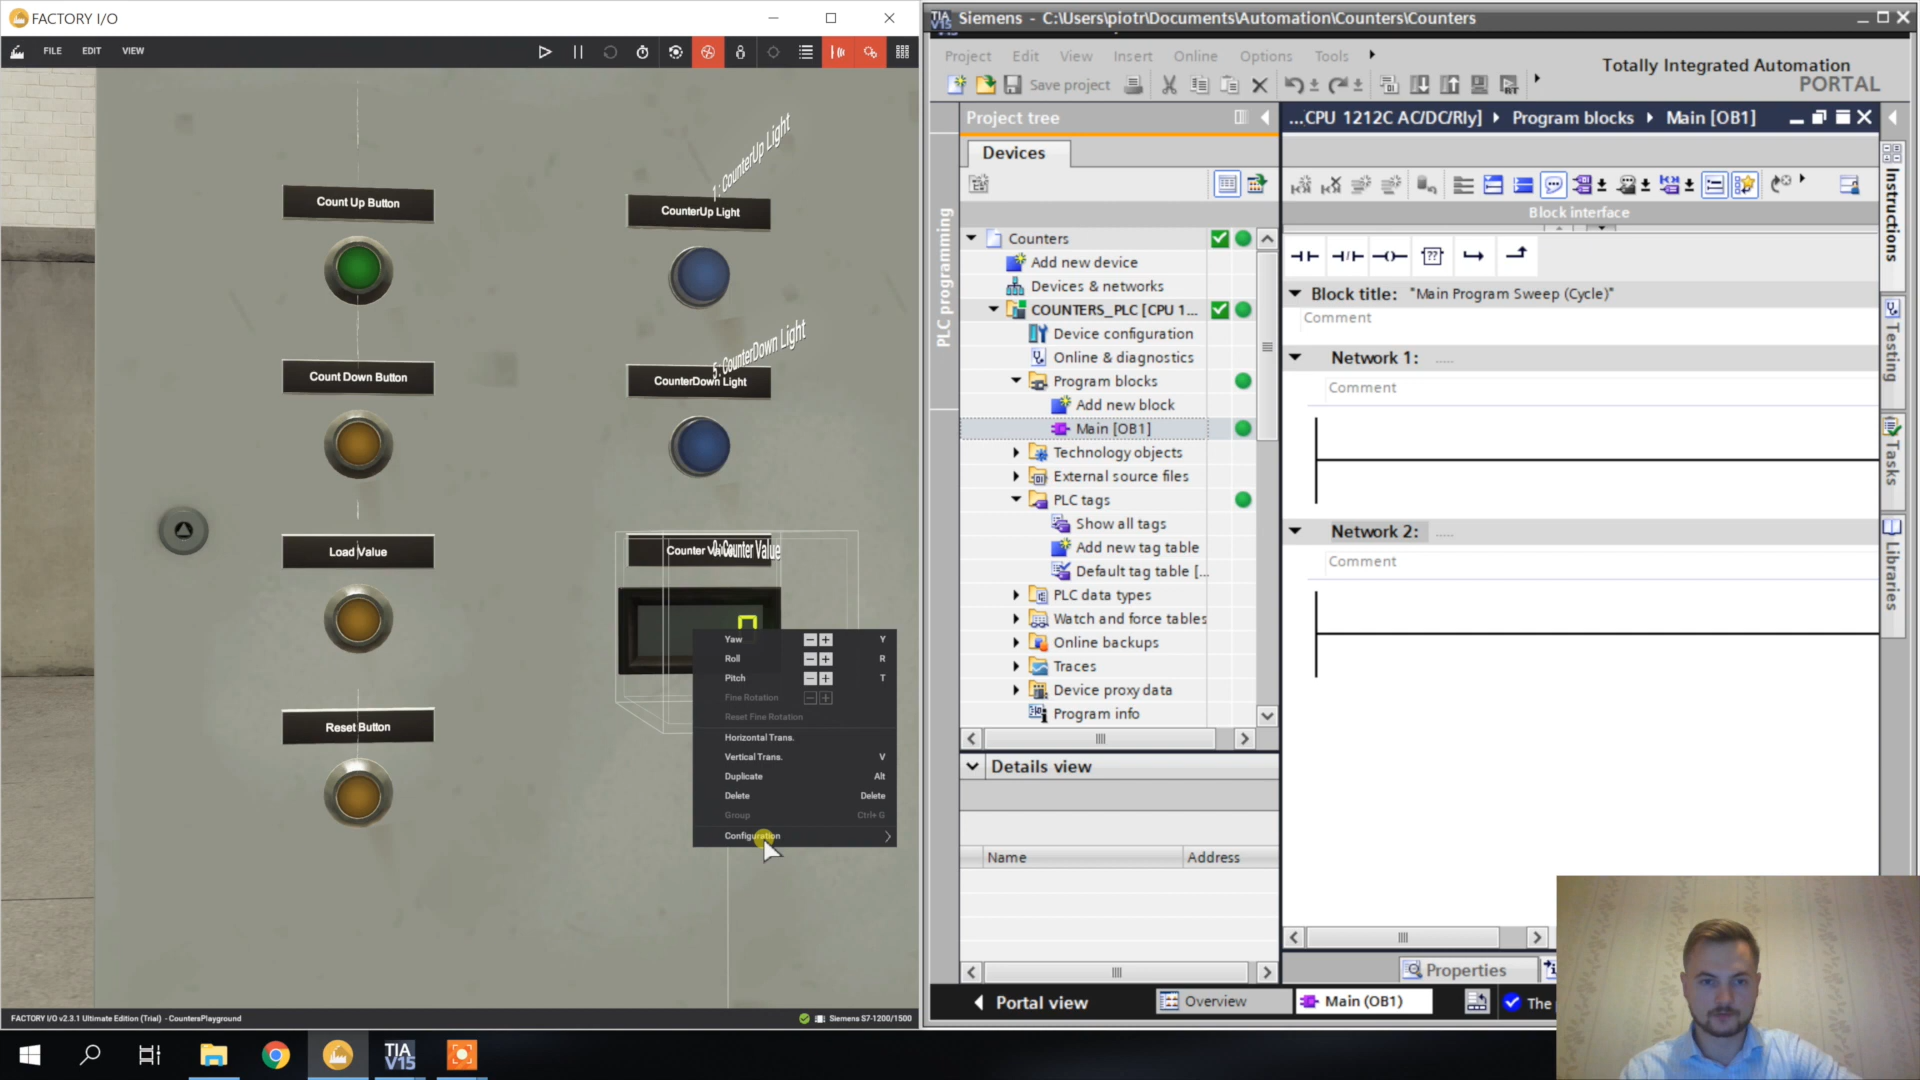 FACTORY I/O
FILE EDIT VIEW
Count Up Button
CounterUp Light
1: CounterUp Light
Count Down Button
CounterDown Light
5: CounterDown Light
Load Value
0: Counter Value
Reset Button
Yaw Y
Roll R
Pitch T
Fine Rotation
Reset Fine Rotation
Horizontal Trans.
Vertical Trans. V
Duplicate Alt
Delete Delete
Group Ctrl+ G
Configuration
FACTORY I/O v2.3.1 Ultimate Edition (Trial) - CountersPlayground
Siemens S7-1200/1500
Siemens - C:\Users\piotr\Documents\Automation\Counters\Counters
Project Edit View Insert Online Options Tools
Totally Integrated Automation
PORTAL
Save project
Project tree
Devices
PLC programming
Counters
Add new device
Devices & networks
COUNTERS_PLC [CPU 1...
Device configuration
Online & diagnostics
Program blocks
Add new block
Main [OB1]
Technology objects
External source files
PLC tags
Show all tags
Add new tag table
Default tag table [...
PLC data types
Watch and force tables
Online backups
Traces
Device proxy data
Program info
Details view
Name Address
...CPU 1212C AC/DC/Rly] Program blocks Main [OB1]
Block interface
??
Block title: "Main Program Sweep (Cycle)"
Comment
Network 1: .....
Comment
Network 2: .....
Comment
Instructions
Testing
Tasks
Libraries
Properties
Portal view
Overview
Main (OB1)
The
TIA
V15